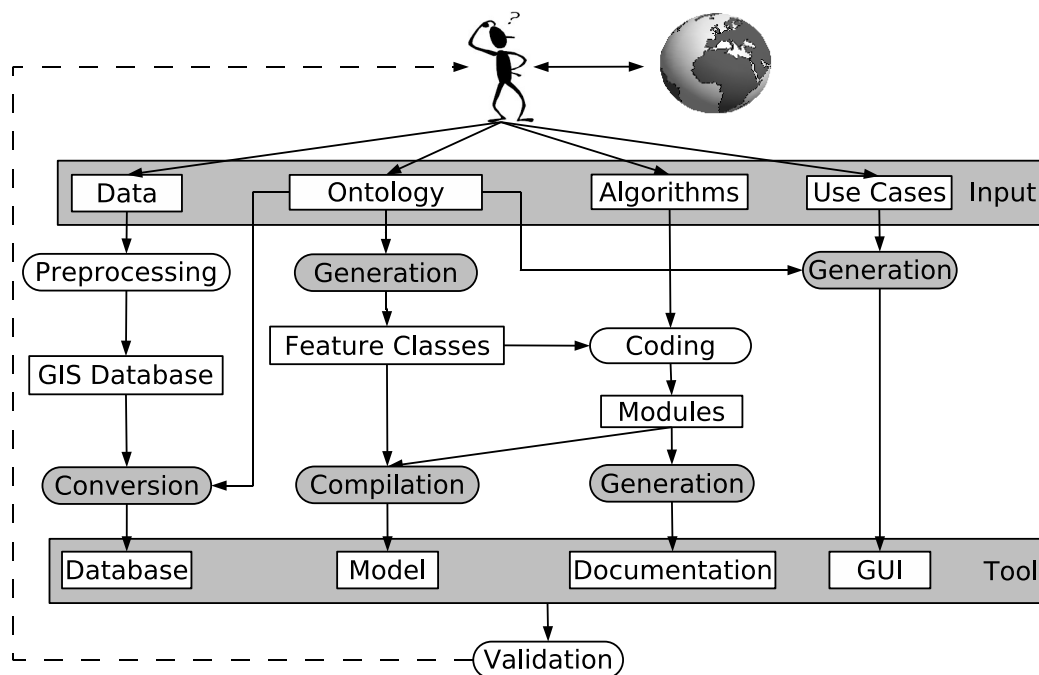 ?
Data
Ontology
Algorithms
Use Cases
Input
Preprocessing
Generation
Generation
Feature Classes
Coding
GIS Database
Modules
Conversion
Compilation
Generation
Database
Model
Documentation
GUI
Tool
Validation